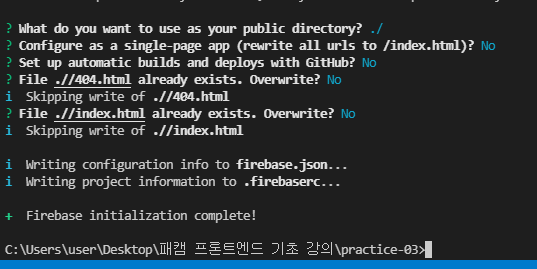 ? What do you want to use as your public directory? ./
? Configure as a single-page app (rewrite all urls to /index.html)? No
? Set up automatic builds and deploys with GitHub? No
? File .//404.html already exists. Overwrite? No
i  Skipping write of .//404.html
? File .//index.html already exists. Overwrite? No
i  Skipping write of .//index.html
i  Writing configuration info to firebase.json...
i  Writing project information to .firebaserc...
+  Firebase initialization complete!
C:\Users\user\Desktop\패캠 프론트엔드 기초 강의\practice-03>